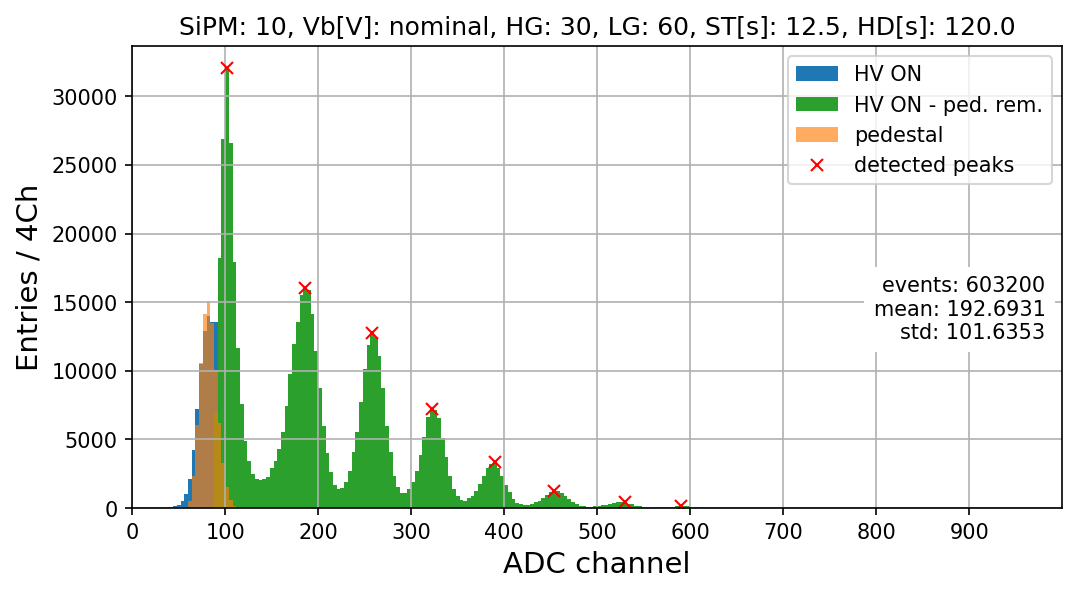 SiPM: 10, Vb[V]: nominal, HG: 30, LG: 60, ST[s]: 12.5, HD[s]: 120.0
HV ON
HV ON - ped. rem.
pedestal
detected peaks
events: 603200
mean: 192.6931
std: 101.6353
Entries / 4Ch
30000
25000
20000
15000
10000
5000
0
0 100 200 300 400 500 600 700 800 900
ADC channel